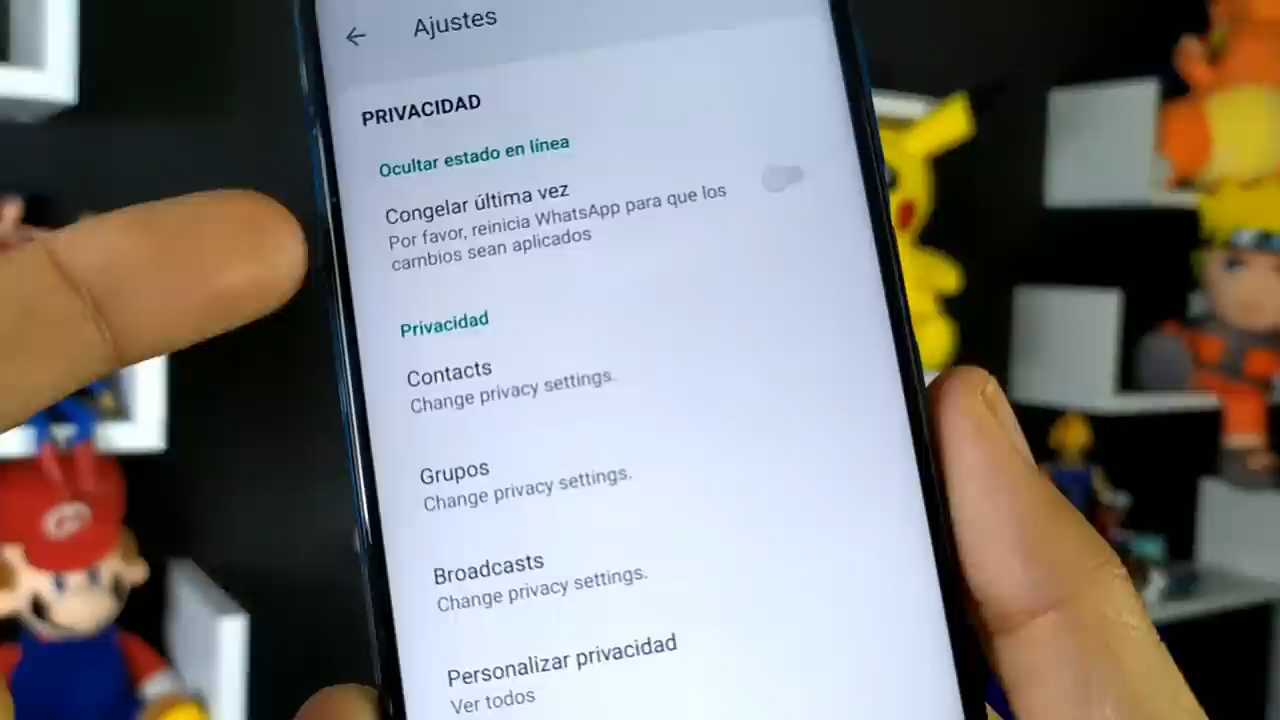 Ajustes
PRIVACIDAD
Ocultar estado en línea
Congelar última vez
Por favor, reinicia WhatsApp para que los
cambios sean aplicados
Privacidad
Contacts
Change privacy settings.
Grupos
Change privacy settings.
Broadcasts
Change privacy settings.
Personalizar privacidad
Ver todos